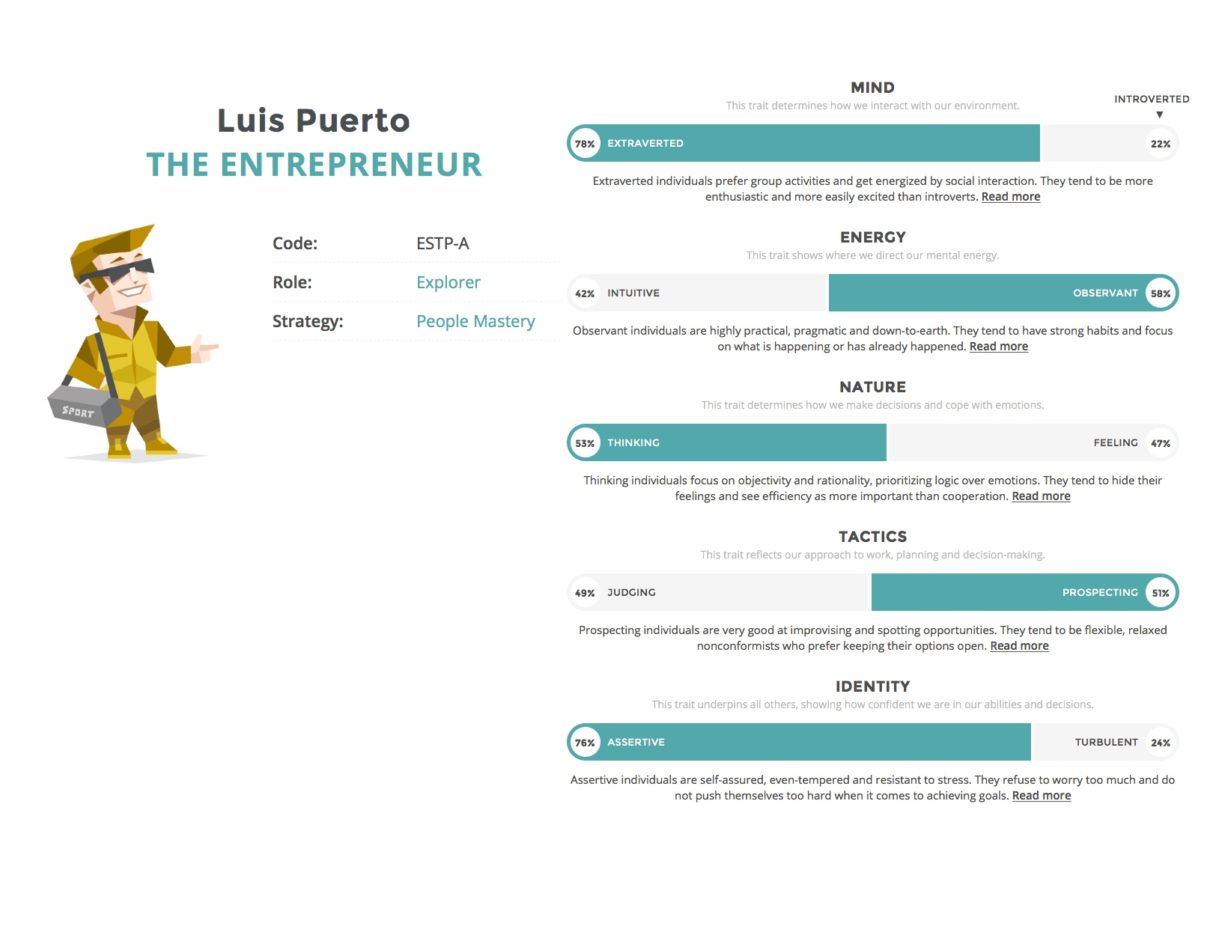 Luis Puerto
THE ENTREPRENEUR
Code: ESTP-A
Role: Explorer
Strategy: People Mastery
SPORT
MIND
This trait determines how we interact with our environment.
INTROVERTED
▼
78% EXTRAVERTED 22%
Extraverted individuals prefer group activities and get energized by social interaction. They tend to be more
enthusiastic and more easily excited than introverts. Read more
ENERGY
This trait shows where we direct our mental energy.
42% INTUITIVE OBSERVANT 58%
Observant individuals are highly practical, pragmatic and down-to-earth. They tend to have strong habits and focus
on what is happening or has already happened. Read more
NATURE
This trait determines how we make decisions and cope with emotions.
53% THINKING FEELING 47%
Thinking individuals focus on objectivity and rationality, prioritizing logic over emotions. They tend to hide their
feelings and see efficiency as more important than cooperation. Read more
TACTICS
This trait reflects our approach to work, planning and decision-making.
49% JUDGING PROSPECTING 51%
Prospecting individuals are very good at improvising and spotting opportunities. They tend to be flexible, relaxed
nonconformists who prefer keeping their options open. Read more
IDENTITY
This trait underpins all others, showing how confident we are in our abilities and decisions.
76% ASSERTIVE TURBULENT 24%
Assertive individuals are self-assured, even-tempered and resistant to stress. They refuse to worry too much and do
not push themselves too hard when it comes to achieving goals. Read more